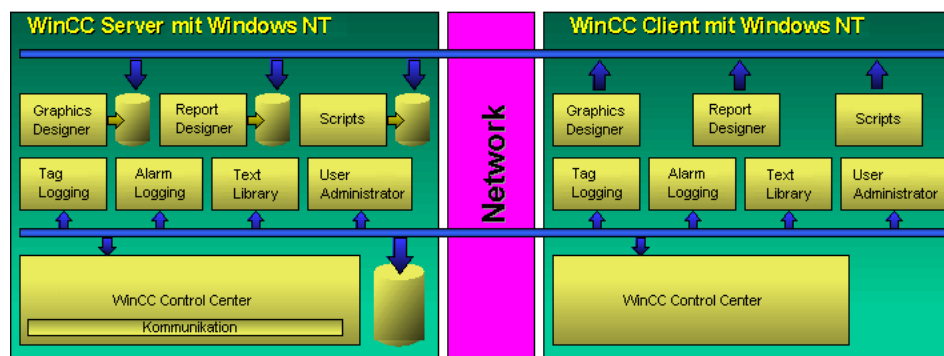 WinCC Server mit Windows NT
WinCC Client mit Windows NT
Graphics
Designer
Report
Designer
Scripts
Tag
Logging
Alarm
Logging
Text
Library
User
Administrator
WinCC Control Center
Kommunikation
Network
Graphics
Designer
Report
Designer
Scripts
Tag
Logging
Alarm
Logging
Text
Library
User
Administrator
WinCC Control Center